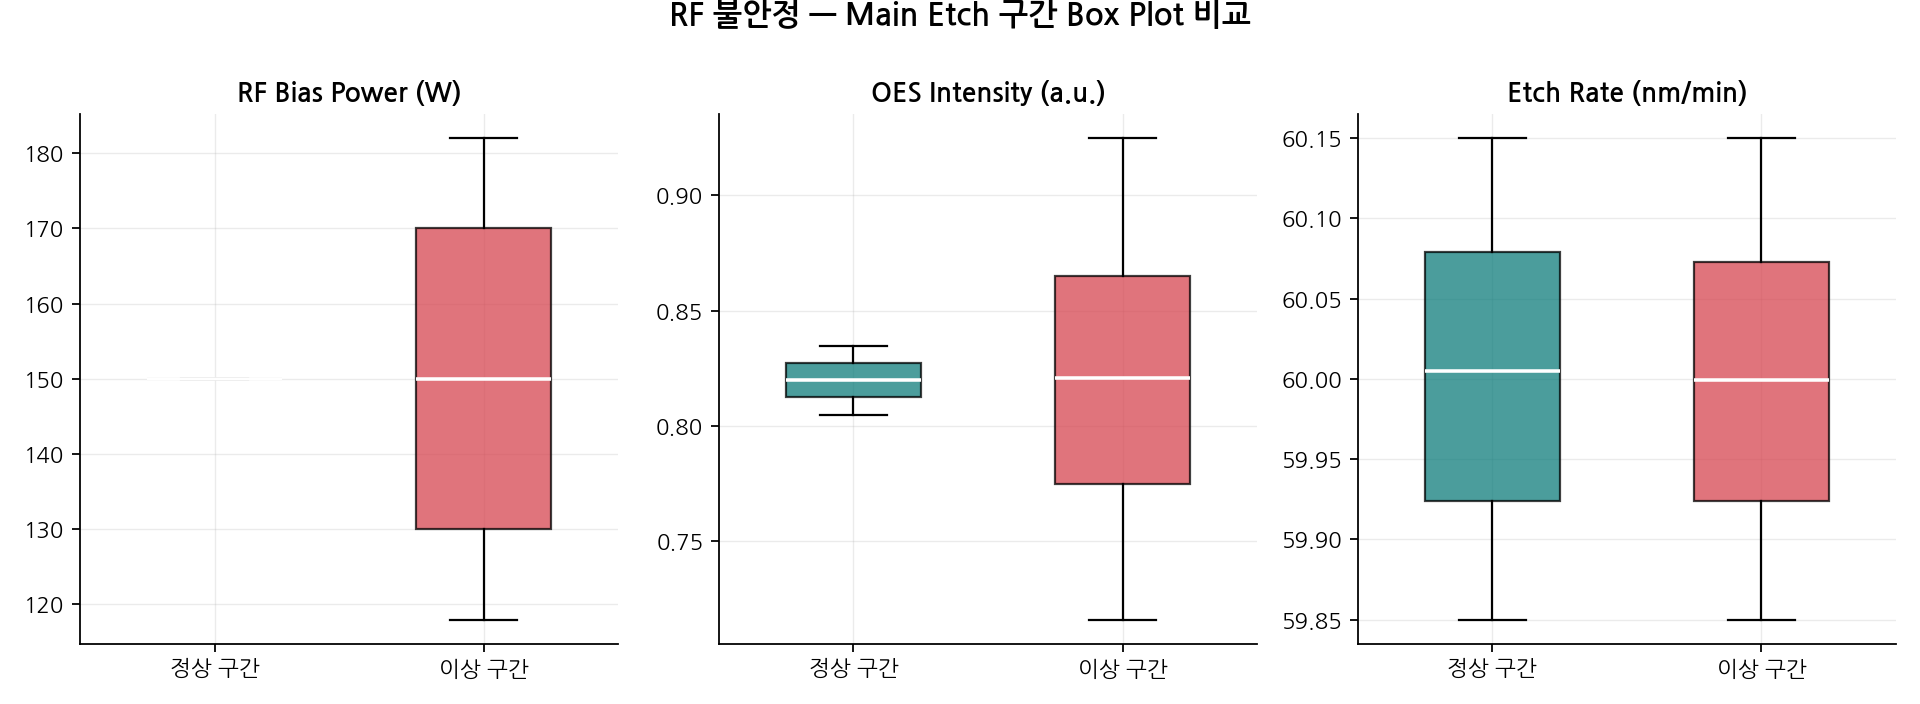 RF 불안정 — Main Etch 구간 Box Plot 비교
RF Bias Power (W)
180
170
160
150
140
130
120
정상 구간
이상 구간
OES Intensity (a.u.)
0.90
0.85
0.80
0.75
정상 구간
이상 구간
Etch Rate (nm/min)
60.15
60.10
60.05
60.00
59.95
59.90
59.85
정상 구간
이상 구간